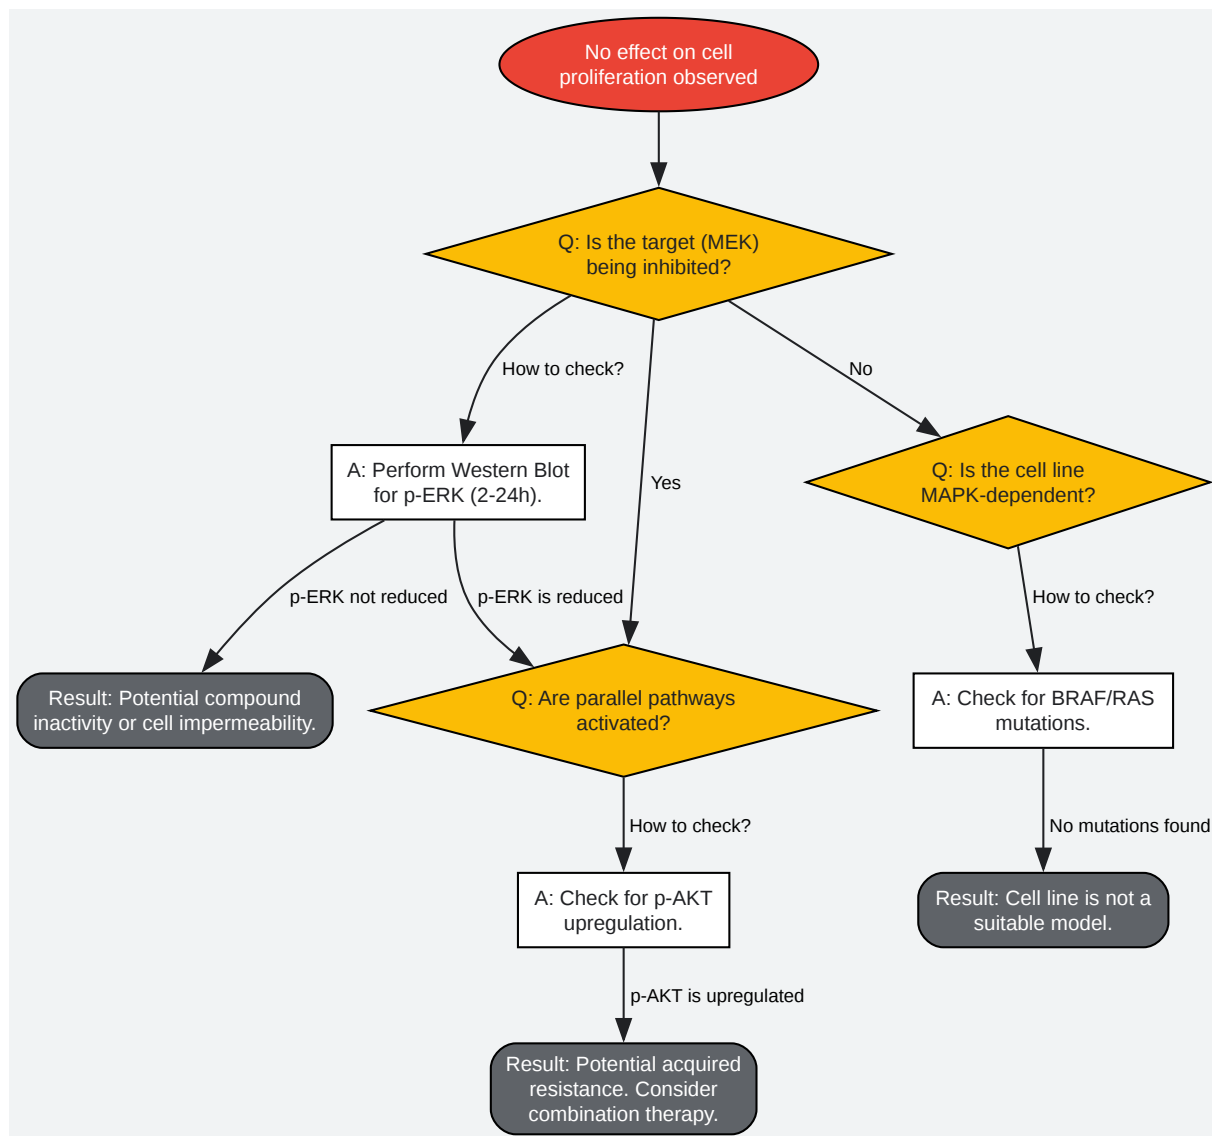 No effect on cell
proliferation observed
Q: Is the target (MEK)
being inhibited?
How to check?
No
A: Perform Western Blot
for p-ERK (2-24h).
Yes
Q: Is the cell line
MAPK-dependent?
p-ERK not reduced
p-ERK is reduced
How to check?
Result: Potential compound
inactivity or cell impermeability.
Q: Are parallel pathways
activated?
A: Check for BRAF/RAS
mutations.
How to check?
No mutations found
A: Check for p-AKT
upregulation.
Result: Cell line is not a
suitable model.
p-AKT is upregulated
Result: Potential acquired
resistance. Consider
combination therapy.